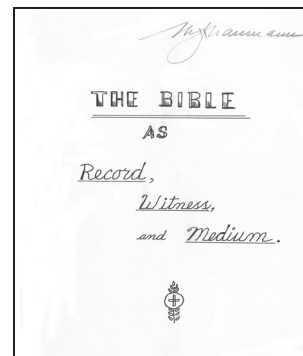 THE BIBLE
AS
Record,
Witness,
and Medium.